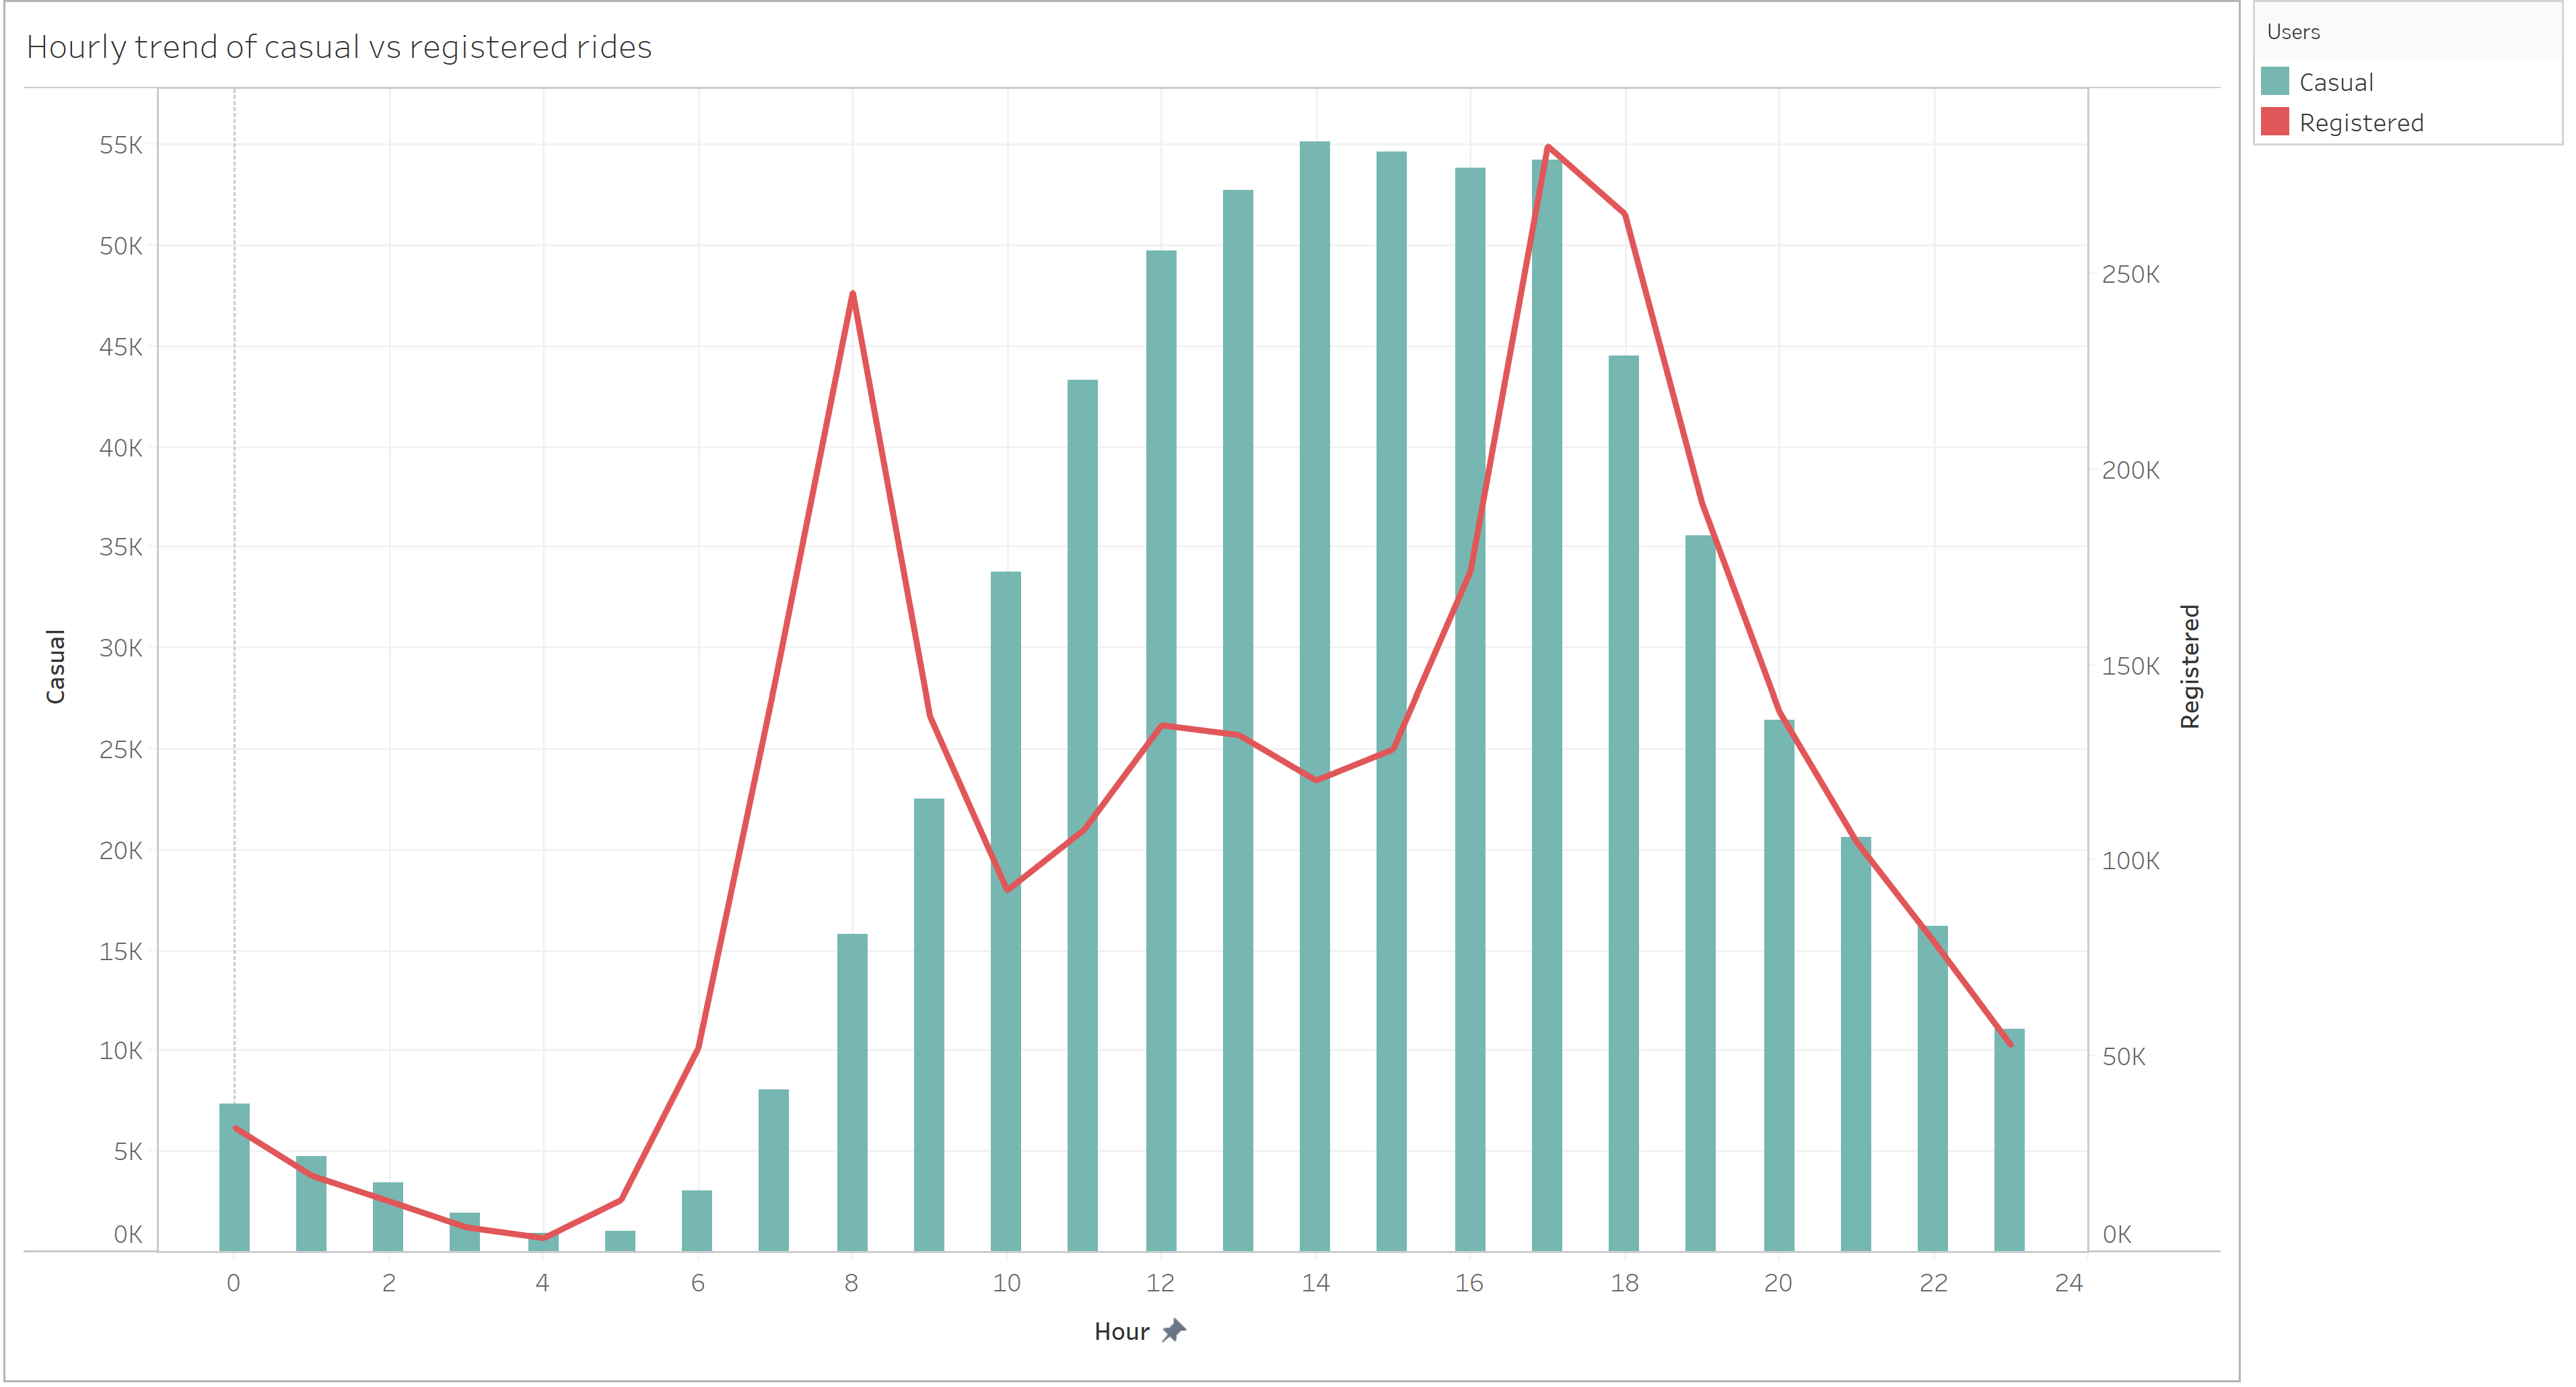 Hourly trend of casual vs registered rides
Users
Casual
Registered
55K
50K
45K
40K
35K
30K
25K
20K
15K
10K
5K
0K
Casual
250K
200K
150K
100K
50K
0K
Registered
0 2 4 6 8 10 12 14 16 18 20 22 24
Hour